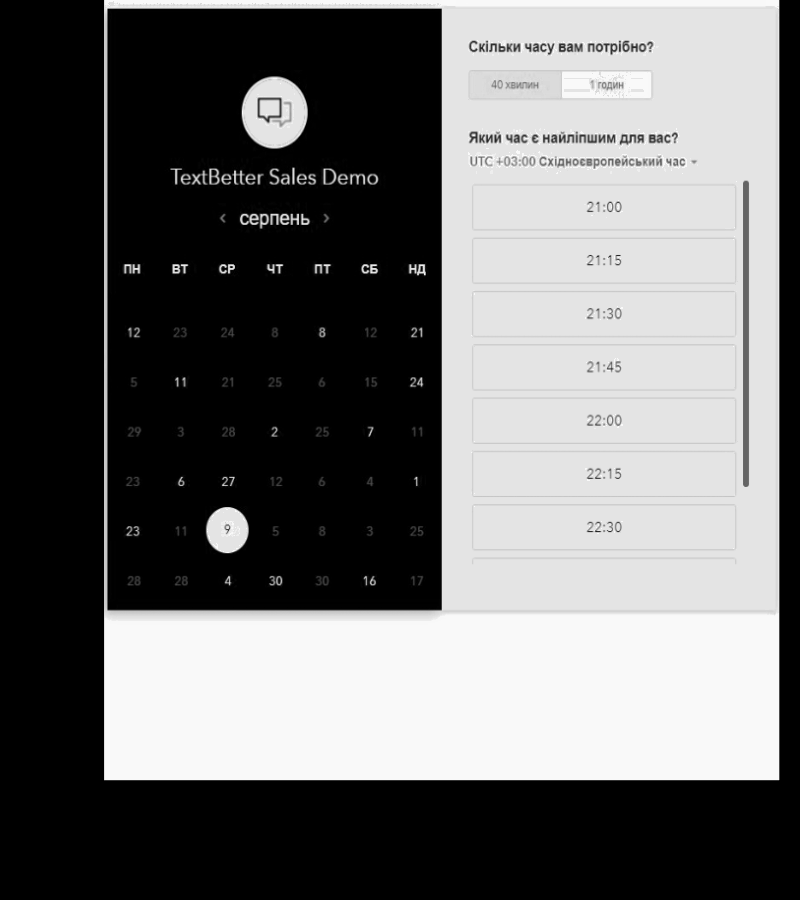 TextBetter Sales Demo
серпень
ПН ВТ СР ЧТ ПТ СБ НД
12 23 24 8 8 12 21
5 11 21 25 6 15 24
29 3 28 2 25 7 11
23 6 27 12 6 4 1
23 11 9 5 8 3 25
28 28 4 30 30 16 17
Скільки часу вам потрібно?
40 хвилин 1 годин
Який час є найліпшим для вас?
UTC +03:00 Східноєвропейський час
21:00
21:15
21:30
21:45
22:00
22:15
22:30